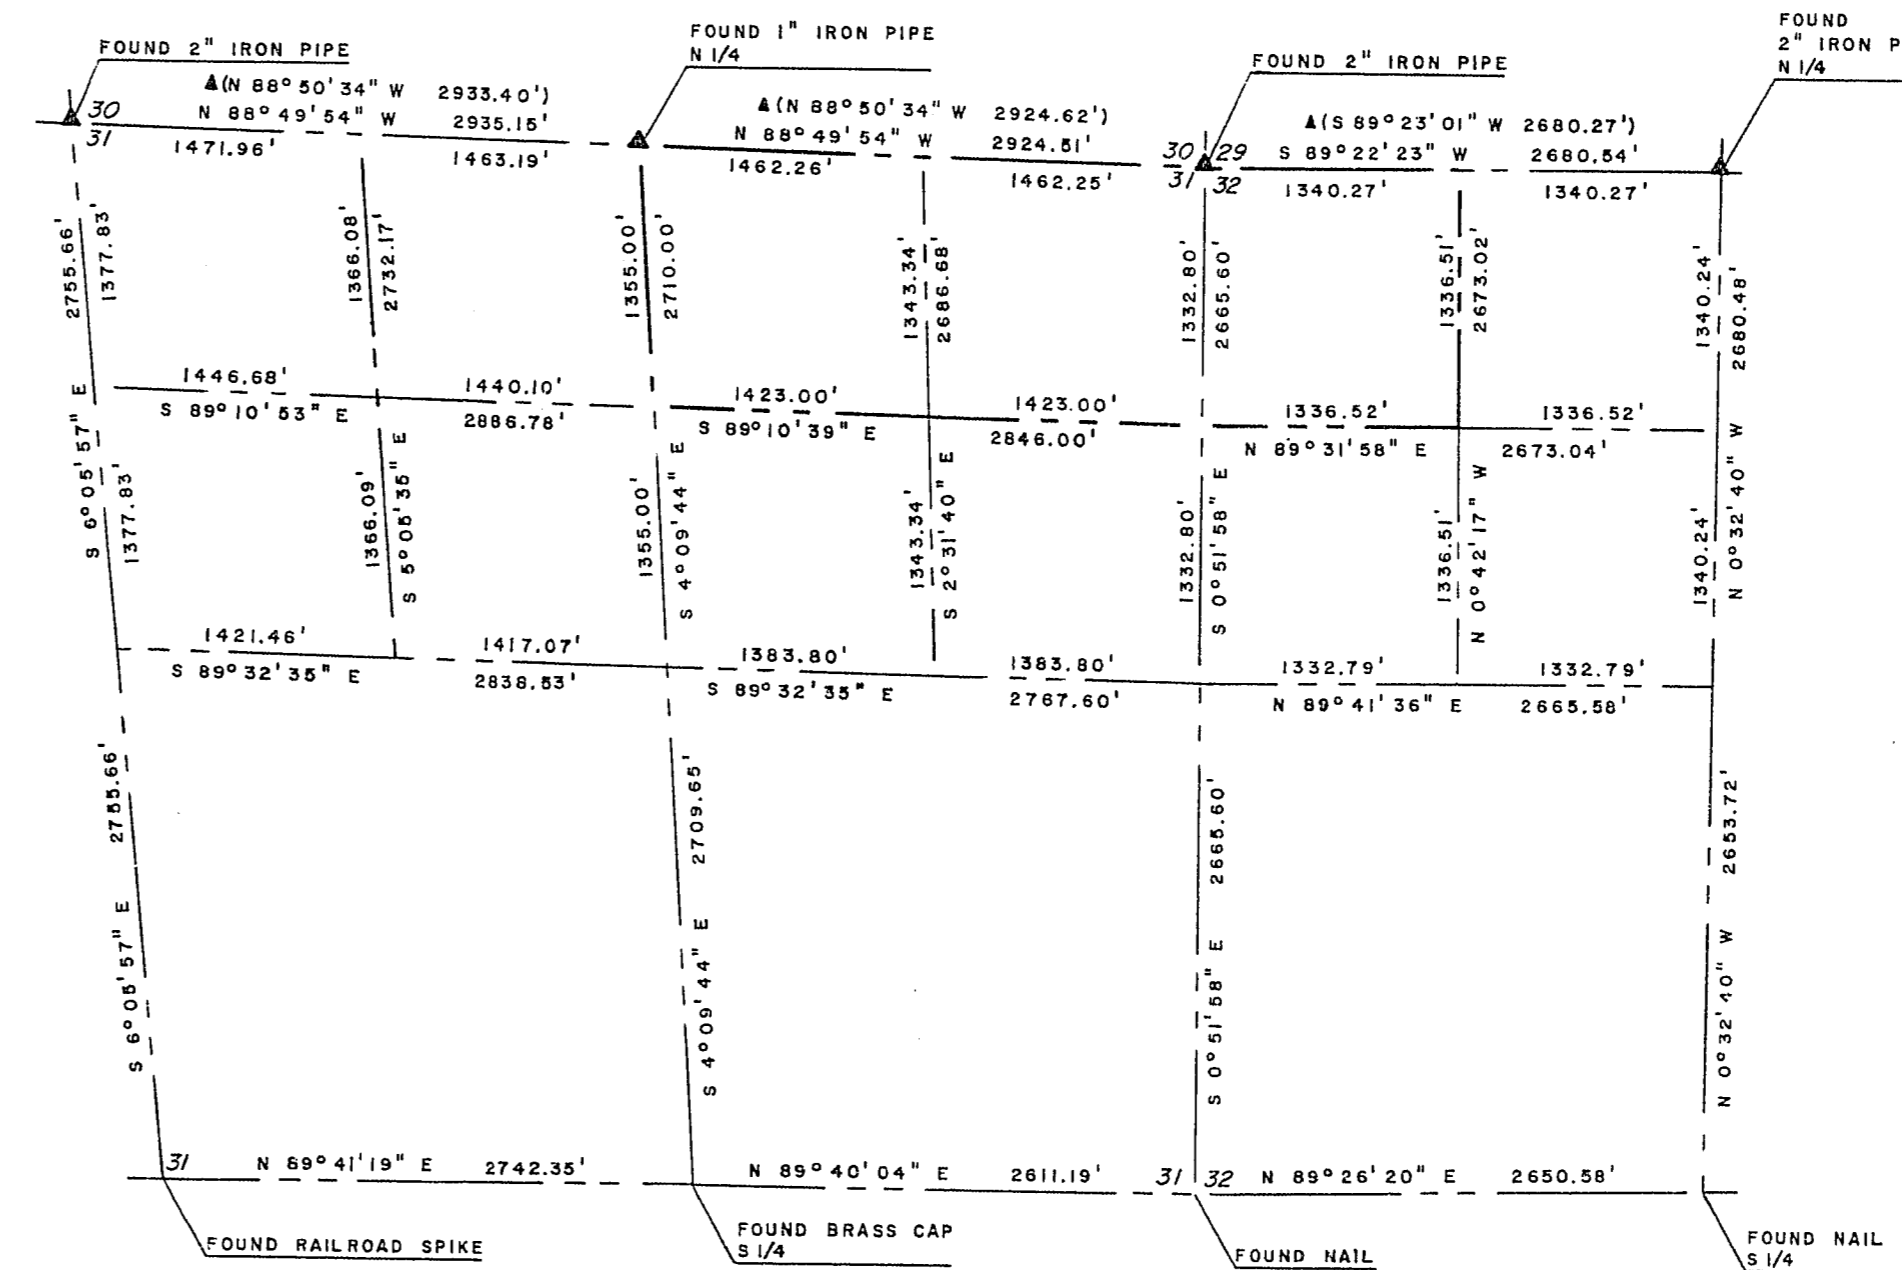 FOUND 2" IRON PIPE
FOUND 1" IRON PIPE
N 1/4
FOUND 2" IRON PIPE
FOUND
2" IRON P
N 1/4
(N 88° 50' 34" W 2933.40')
N 88° 49' 54" W 2935.15'
30
31
1471.96'
1463.19'
(N 88° 50' 34" W 2924.62')
N 88° 49' 54" W 2924.51'
1462.26'
1462.25'
30 29
31 32
(S 89° 23' 01" W 2680.27')
S 89° 22' 23" W 2680.54'
1340.27'
1340.27'
2755.66'
1377.83'
1366.08'
2732.17'
1355.00'
2710.00'
1343.34'
2686.68'
1332.80'
2665.60'
1336.51'
2673.02'
1340.24'
2680.48'
1446.68'
S 89° 10' 53" E
1440.10'
2886.78'
1423.00'
S 89° 10' 39" E
1423.00'
2846.00'
1336.52'
N 89° 31' 58" E
1336.52'
2673.04'
S 6° 05' 57" E
1377.83'
1366.09'
S 5° 05' 35" E
1355.00'
S 4° 09' 44" E
1343.34'
S 2° 31' 40" E
1332.80'
S 0° 51' 58" E
1336.51'
N 0° 42' 17" W
1340.24'
N 0° 32' 40" W
1421.46'
S 89° 32' 35" E
1417.07'
2838.53'
1383.80'
S 89° 32' 35" E
1383.80'
2767.60'
1332.79'
N 89° 41' 36" E
1332.79'
2665.58'
S 6° 05' 57" E 2755.66'
S 4° 09' 44" E 2709.65'
S 0° 51' 58" E 2665.60'
N 0° 32' 40" W 2653.72'
31
N 89° 41' 19" E 2742.35'
N 89° 40' 04" E 2611.19'
31 32
N 89° 26' 20" E 2650.58'
FOUND RAILROAD SPIKE
FOUND BRASS CAP
S 1/4
FOUND NAIL
FOUND NAIL
S 1/4